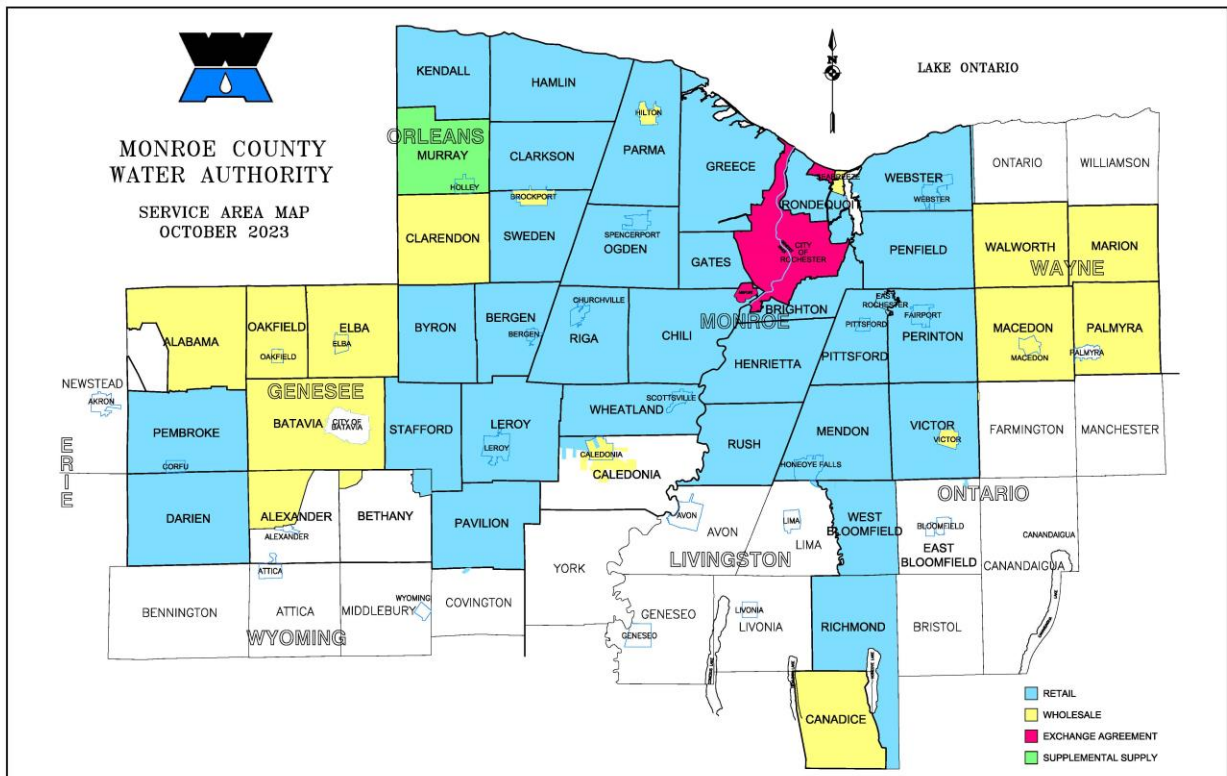 MONROE COUNTY
WATER AUTHORITY
SERVICE AREA MAP
OCTOBER 2023
N
LAKE ONTARIO
KENDALL
HAMLIN
HILTON
ORLEANS
MURRAY
HOLLEY
CLARKSON
PARMA
GREECE
SEABREEZE
IRONDEQUOIT
WEBSTER
WEBSTER
ONTARIO
WILLIAMSON
BROCKPORT
CLARENDON
SWEDEN
SPENCERPORT
OGDEN
GATES
CITY
OF
ROCHESTER
PENFIELD
WALWORTH
MARION
WAYNE
ALABAMA
OAKFIELD
OAKFIELD
ELBA
ELBA
BYRON
BERGEN
BERGEN
CHURCHVILLE
RIGA
CHILI
BRIGHTON
MONROE
HENRIETTA
EAST
ROCHESTER
PITTSFORD
PITTSFORD
FAIRPORT
PERINTON
MACEDON
MACEDON
PALMYRA
PALMYRA
NEWSTEAD
AKRON
GENESEE
PEMBROKE
CORFU
BATAVIA
CITY OF
BATAVIA
STAFFORD
LEROY
LEROY
WHEATLAND
SCOTTSVILLE
RUSH
MENDON
HONEOYE FALLS
VICTOR
VICTOR
FARMINGTON
MANCHESTER
ERIE
CALEDONIA
CALEDONIA
DARIEN
ALEXANDER
ALEXANDER
BETHANY
PAVILION
AVON
AVON
LIMA
LIMA
LIVINGSTON
WEST
BLOOMFIELD
ONTARIO
BLOOMFIELD
EAST
BLOOMFIELD
CANANDAIGUA
CANANDAIGUA
BENNINGTON
ATTICA
ATTICA
WYOMING
MIDDLEBURY
WYOMING
COVINGTON
YORK
GENESEO
GENESEO
LIVONIA
LIVONIA
RICHMOND
BRISTOL
CANADICE
LAKE
RETAIL
WHOLESALE
EXCHANGE AGREEMENT
SUPPLEMENTAL SUPPLY